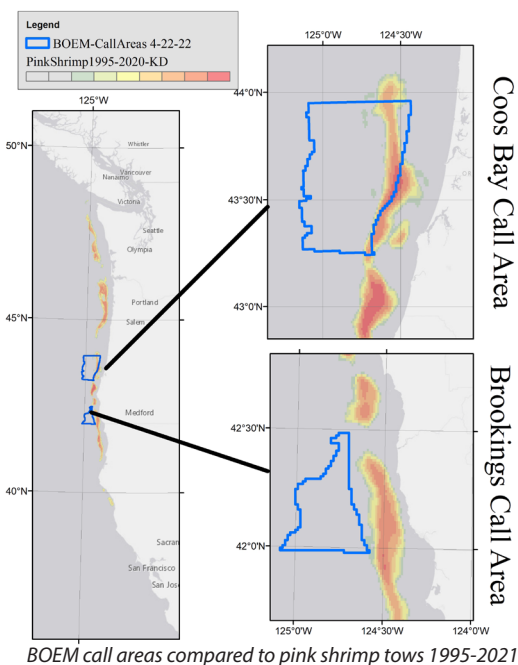 Legend
BOEM-CallAreas 4-22-22
PinkShrimp1995-2020-KD
125°W
50°N
45°N
40°N
Whistler
Vancouver
Nanaimo
Victoria
Seattle
Olympia
Portland
Salem
Medford
San Francisco
125°0'W 124°30'W
44°0'N
43°30'N
43°0'N
Coos Bay Call Area
42°30'N
42°0'N
125°0'W 124°30'W 124°0'W
Brookings Call Area
BOEM call areas compared to pink shrimp tows 1995-2021